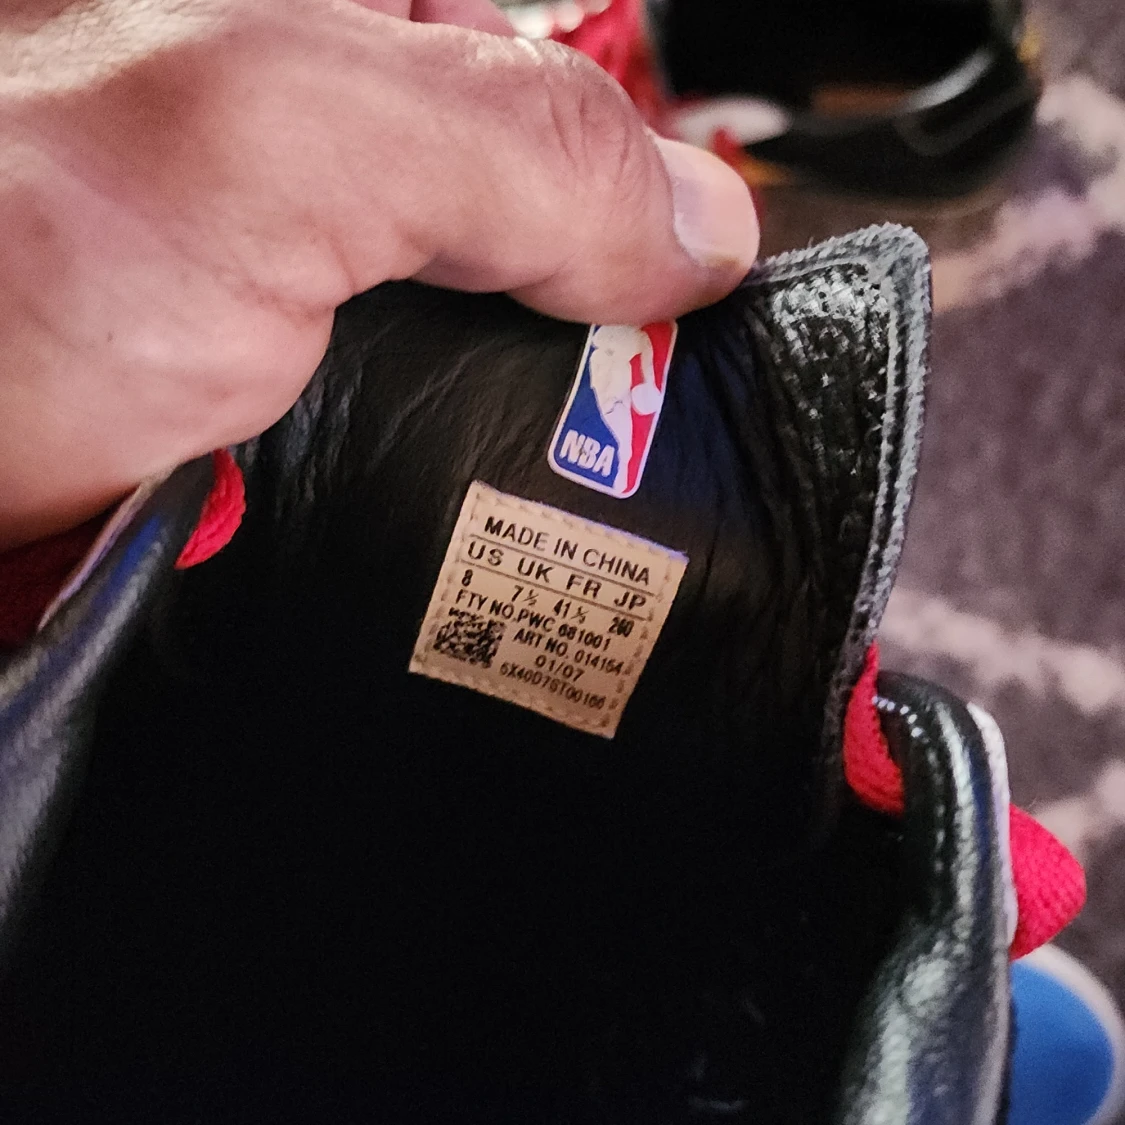 NBA
MADE IN CHINA
US UK FR JP
8 7½ 41⅓ 260
FTY NO.PWC 681001
ART NO. 014154
01/07